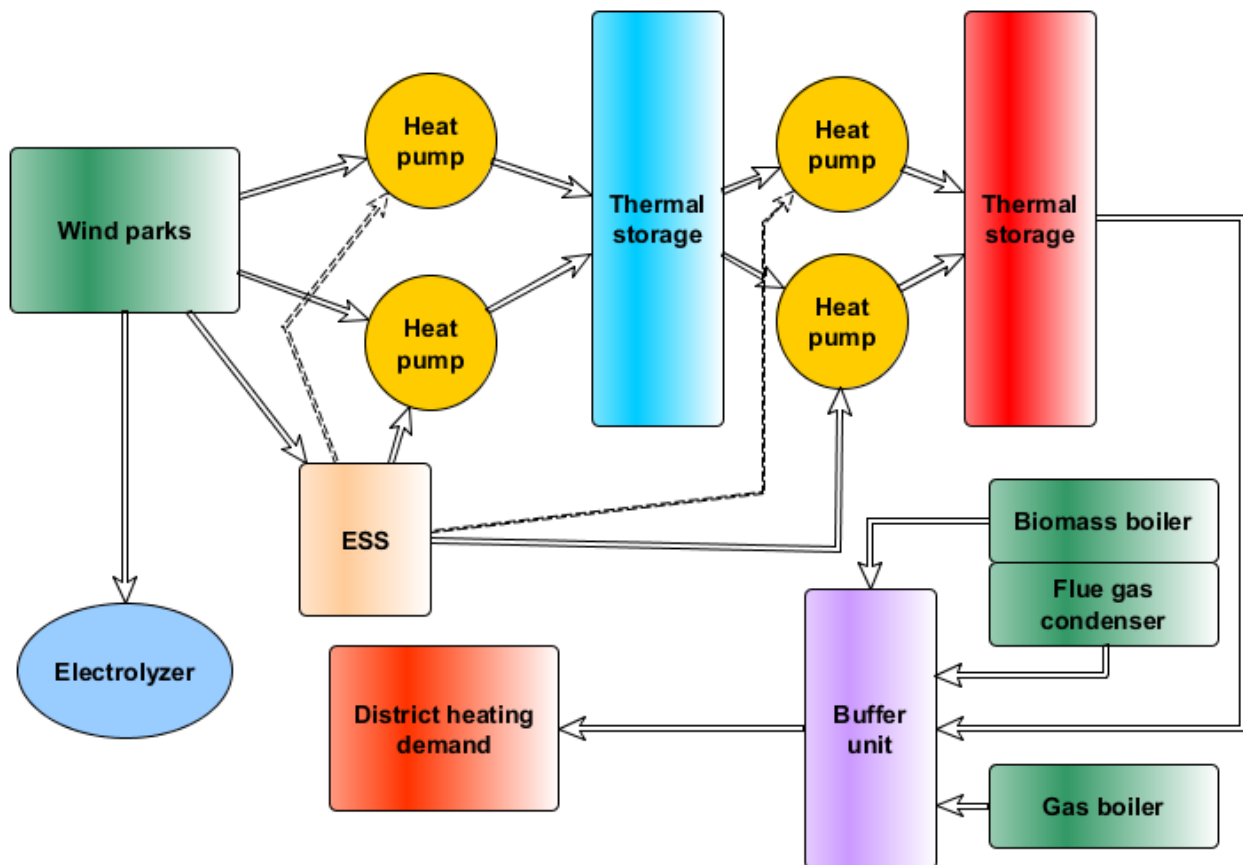 Heat
pump
Heat
pump
Wind parks
Thermal
storage
Thermal
storage
Heat
pump
Heat
pump
ESS
Biomass boiler
Flue gas
condenser
Electrolyzer
District heating
demand
Buffer
unit
Gas boiler